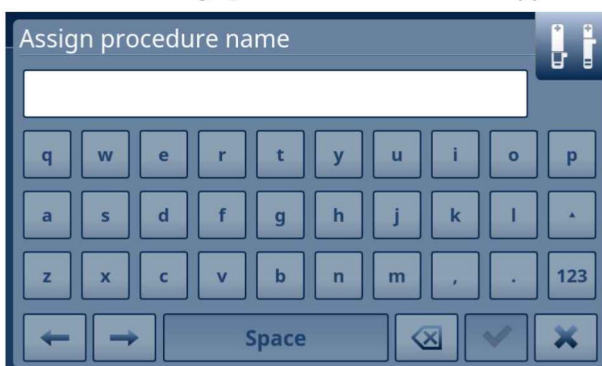 Assign procedure name
q w e r t y u i o p
a s d f g h j k l
z x c v b n m , . 123
Space